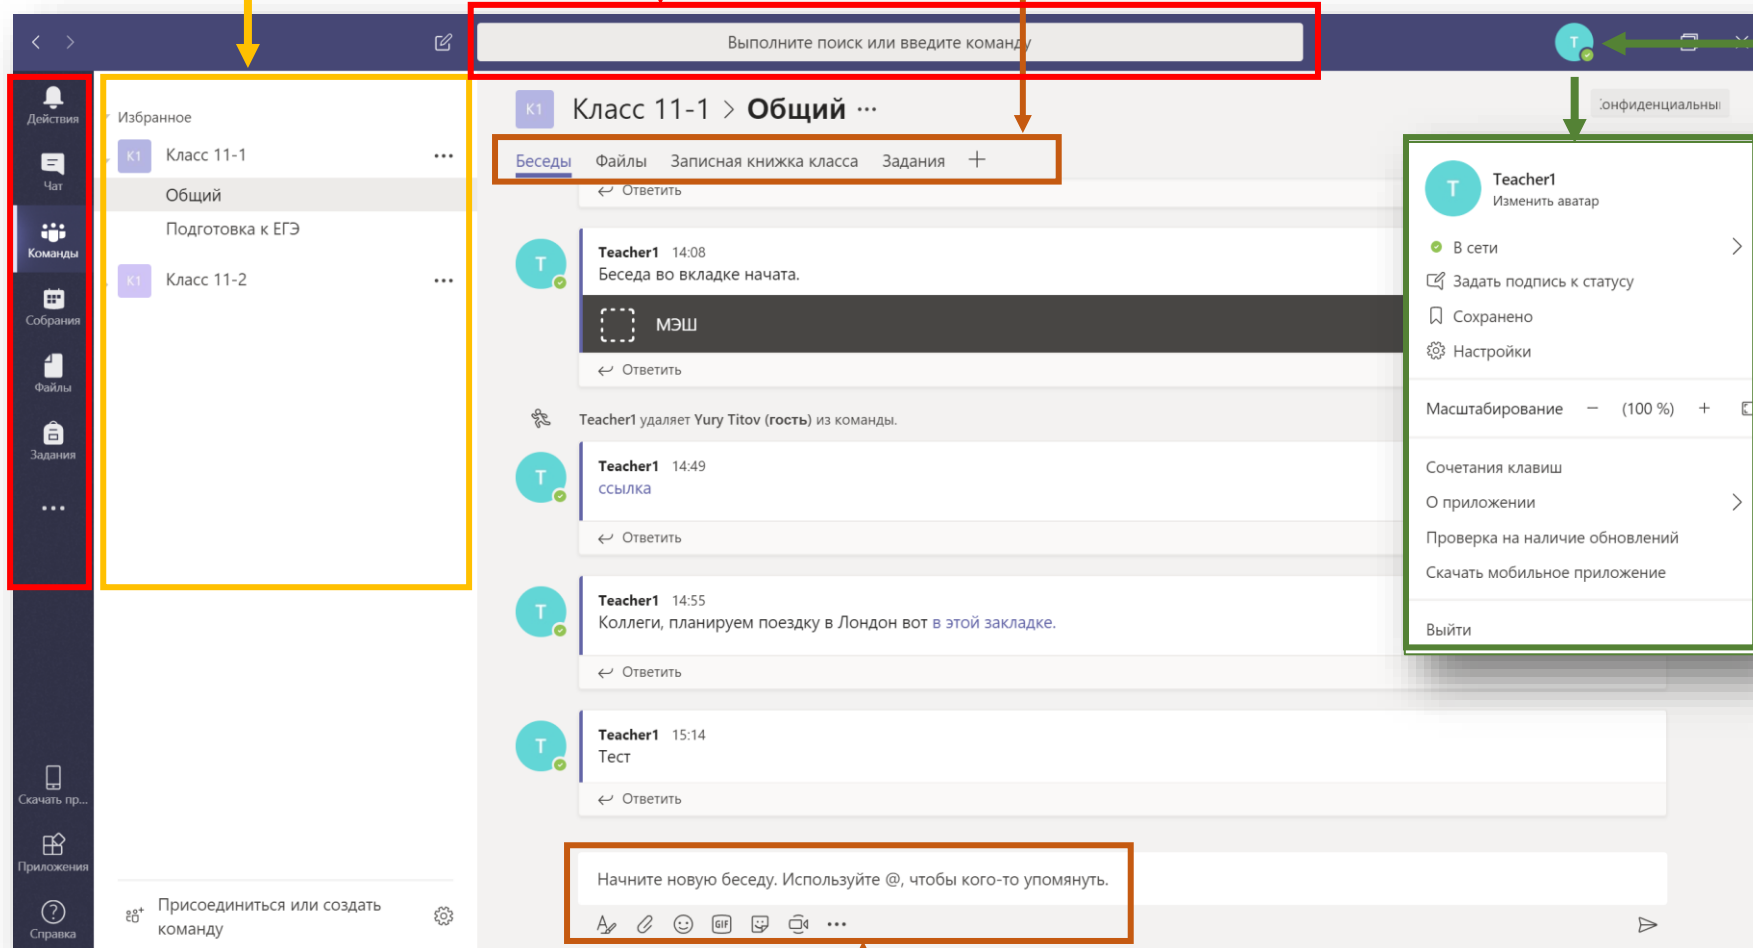 Выполните поиск или введите команду
Т
Действия
Чат
Команды
Собрания
Файлы
Задания
Скачать пр...
Приложения
Справка
Избранное
К1 Класс 11-1 ...
Общий
Подготовка к ЕГЭ
К1 Класс 11-2 ...
Присоединиться или создать
команду
К1 Класс 11-1 > Общий ...
Беседы Файлы Записная книжка класса Задания +
Ответить
Т
Teacher1 14:08
Беседа во вкладке начата.
МЭШ
Ответить
Teacher1 удаляет Yury Titov (гость) из команды.
Т
Teacher1 14:49
ссылка
Ответить
Т
Teacher1 14:55
Коллеги, планируем поездку в Лондон вот в этой закладке.
Ответить
Т
Teacher1 15:14
Тест
Ответить
Начните новую беседу. Используйте @, чтобы кого-то упомянуть.
GIF
Т
Teacher1
Изменить аватар
В сети
Задать подпись к статусу
Сохранено
Настройки
Масштабирование − (100 %) +
Сочетания клавиш
О приложении
Проверка на наличие обновлений
Скачать мобильное приложение
Выйти